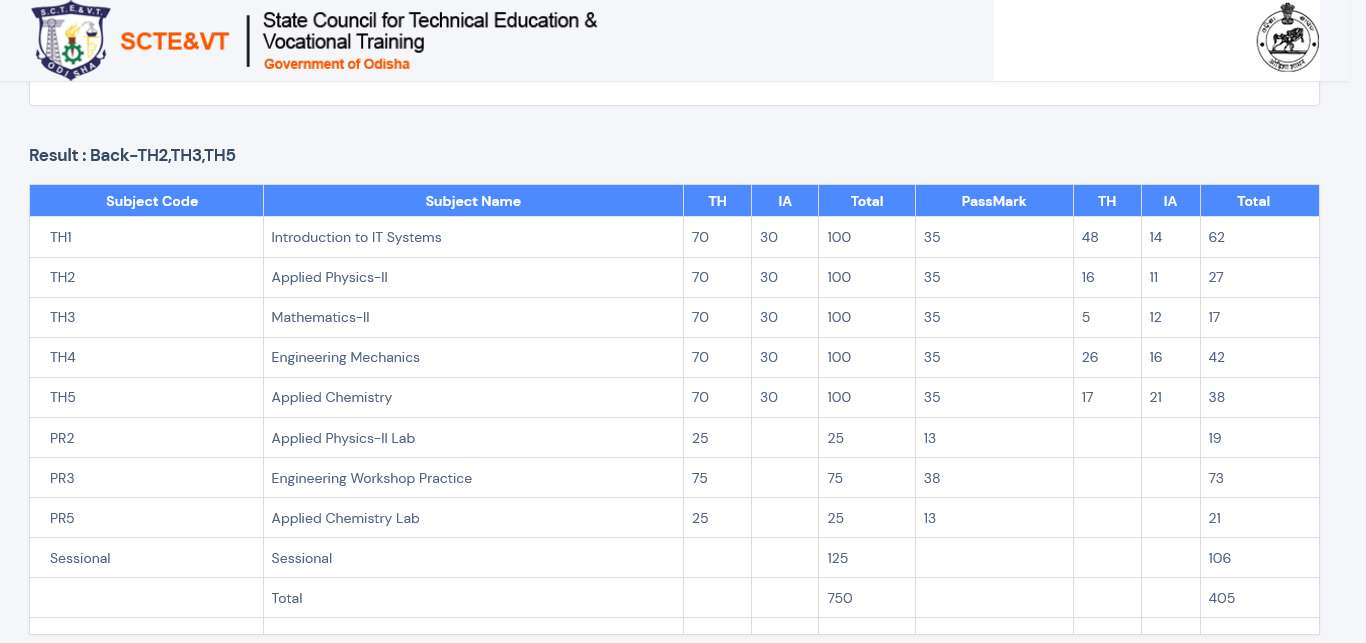 S.C.T.E.&V.T.
ODISHA
SCTE&VT
State Council for Technical Education &
Vocational Training
Government of Odisha
Result : Back-TH2,TH3,TH5
Subject Code Subject Name TH IA Total PassMark TH IA Total
TH1 Introduction to IT Systems 70 30 100 35 48 14 62
TH2 Applied Physics-II 70 30 100 35 16 11 27
TH3 Mathematics-II 70 30 100 35 5 12 17
TH4 Engineering Mechanics 70 30 100 35 26 16 42
TH5 Applied Chemistry 70 30 100 35 17 21 38
PR2 Applied Physics-II Lab 25 25 13 19
PR3 Engineering Workshop Practice 75 75 38 73
PR5 Applied Chemistry Lab 25 25 13 21
Sessional Sessional 125 106
Total 750 405